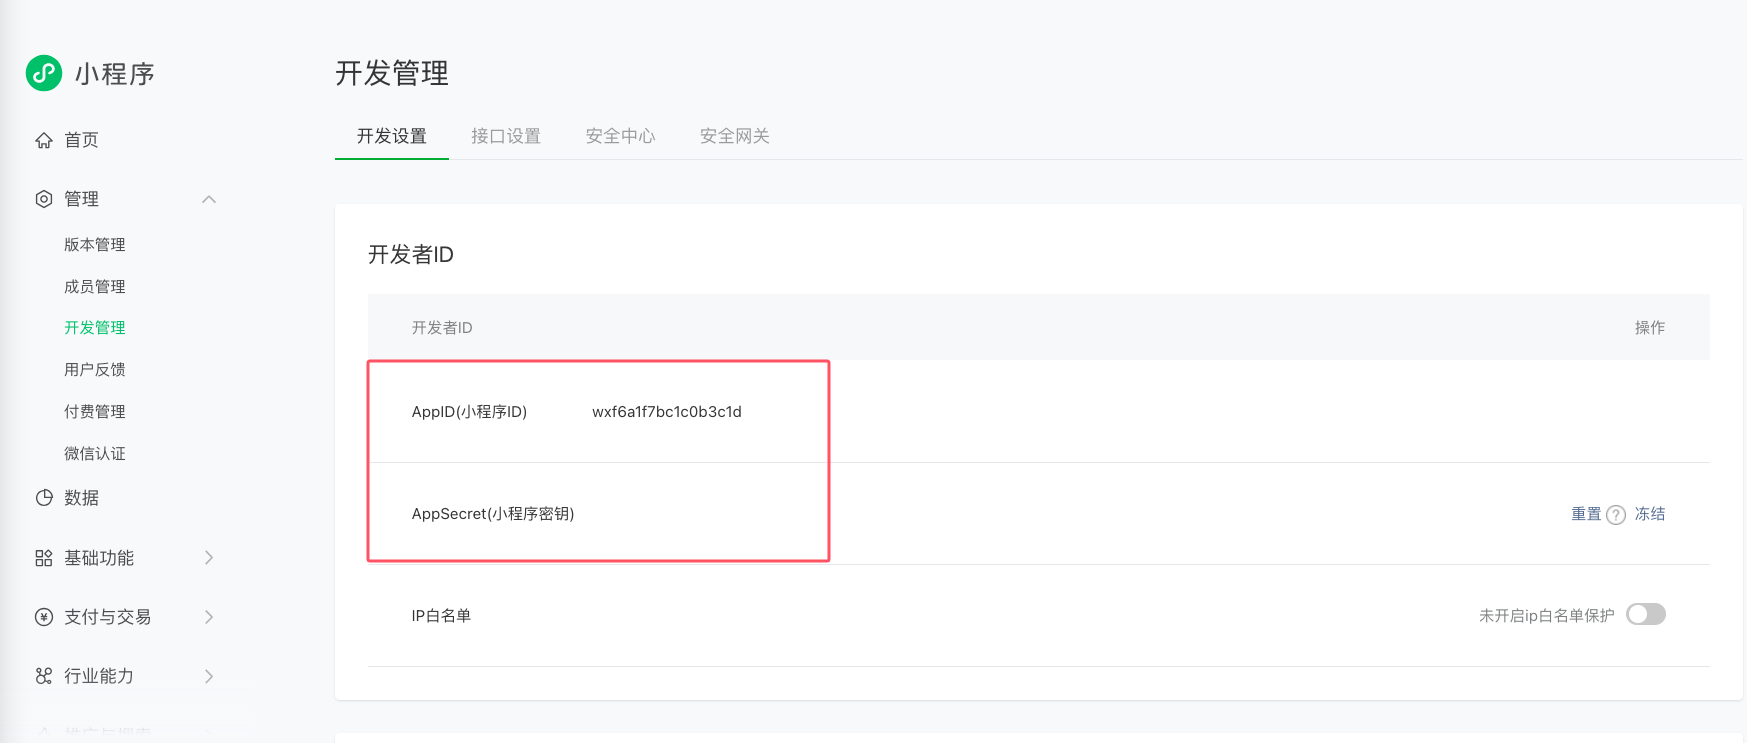 小程序
首页
管理
版本管理
成员管理
开发管理
用户反馈
付费管理
微信认证
数据
基础功能
支付与交易
行业能力
开发管理
开发设置 接口设置 安全中心 安全网关
开发者ID
开发者ID 操作
AppID(小程序ID) wxf6a1f7bc1c0b3c1d
AppSecret(小程序密钥) 重置 ? 冻结
IP白名单 未开启ip白名单保护